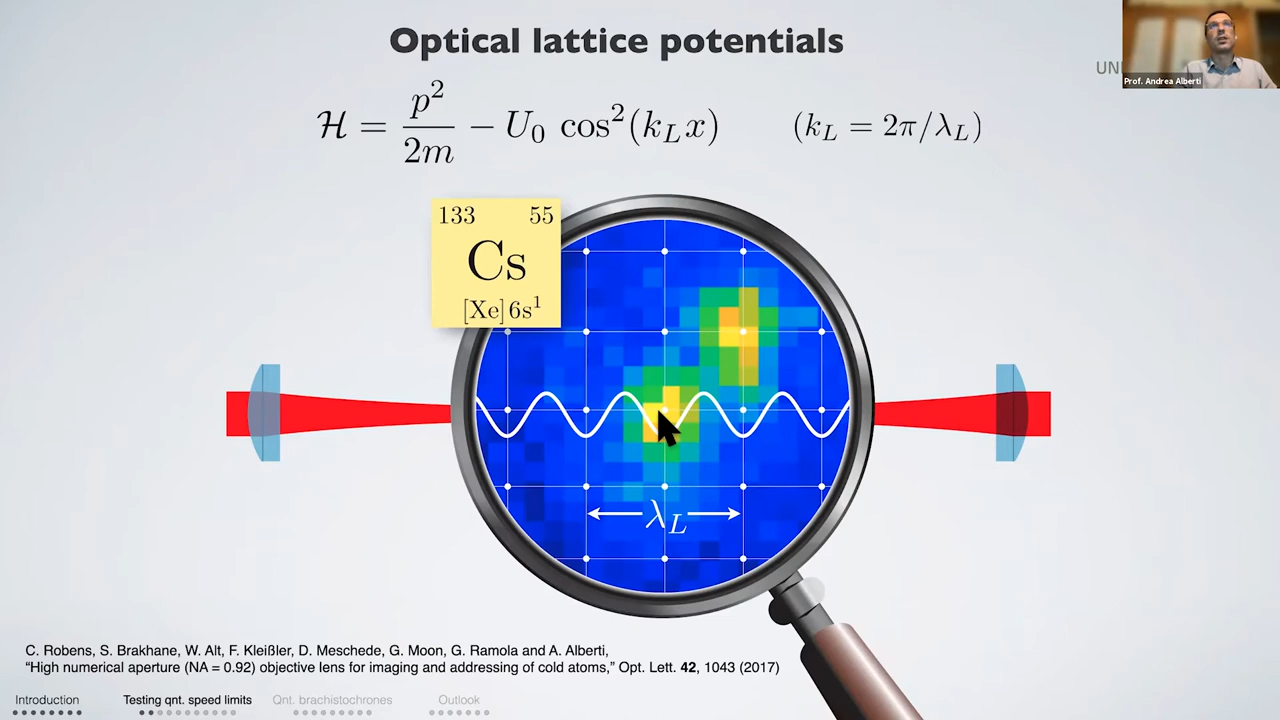 Optical lattice potentials
UNI
Prof. Andrea Alberti
ℋ = p²/2m − U₀ cos²(k_L x) (k_L = 2π/λ_L)
133 55
Cs
[Xe] 6s¹
λ_L
C. Robens, S. Brakhane, W. Alt, F. Kleißler, D. Meschede, G. Moon, G. Ramola and A. Alberti,
“High numerical aperture (NA = 0.92) objective lens for imaging and addressing of cold atoms,” Opt. Lett. 42, 1043 (2017)
Introduction Testing qnt. speed limits Qnt. brachistochrones Outlook